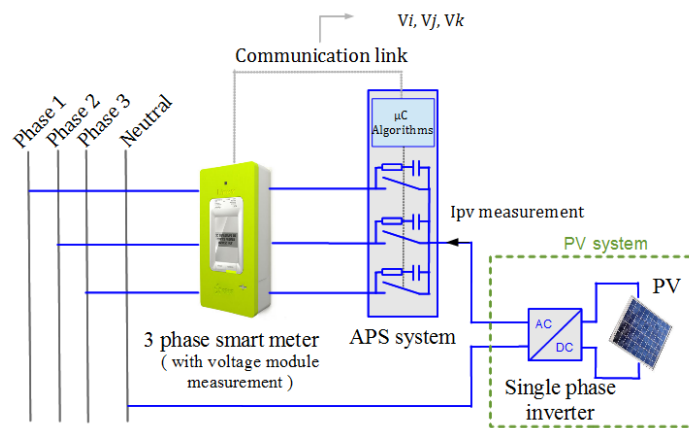 Vi, Vj, Vk
Communication link
Phase 1
Phase 2
Phase 3
Neutral
µC
Algorithms
Ipv measurement
PV system
PV
AC
DC
3 phase smart meter
( with voltage module
measurement )
APS system
Single phase
inverter